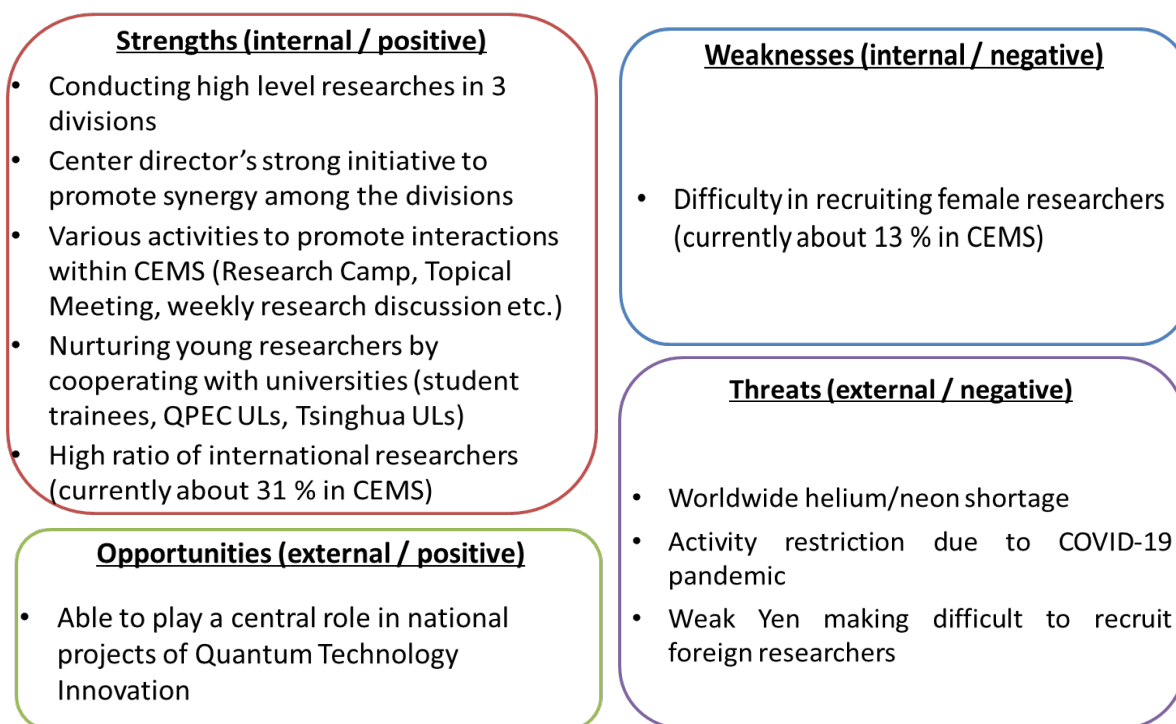 Strengths (internal / positive)
• Conducting high level researches in 3
divisions
• Center director's strong initiative to
promote synergy among the divisions
• Various activities to promote interactions
within CEMS (Research Camp, Topical
Meeting, weekly research discussion etc.)
• Nurturing young researchers by
cooperating with universities (student
trainees, QPEC ULs, Tsinghua ULs)
• High ratio of international researchers
(currently about 31 % in CEMS)
Weaknesses (internal / negative)
• Difficulty in recruiting female researchers
(currently about 13 % in CEMS)
Opportunities (external / positive)
• Able to play a central role in national
projects of Quantum Technology
Innovation
Threats (external / negative)
• Worldwide helium/neon shortage
• Activity restriction due to COVID-19
pandemic
• Weak Yen making difficult to recruit
foreign researchers